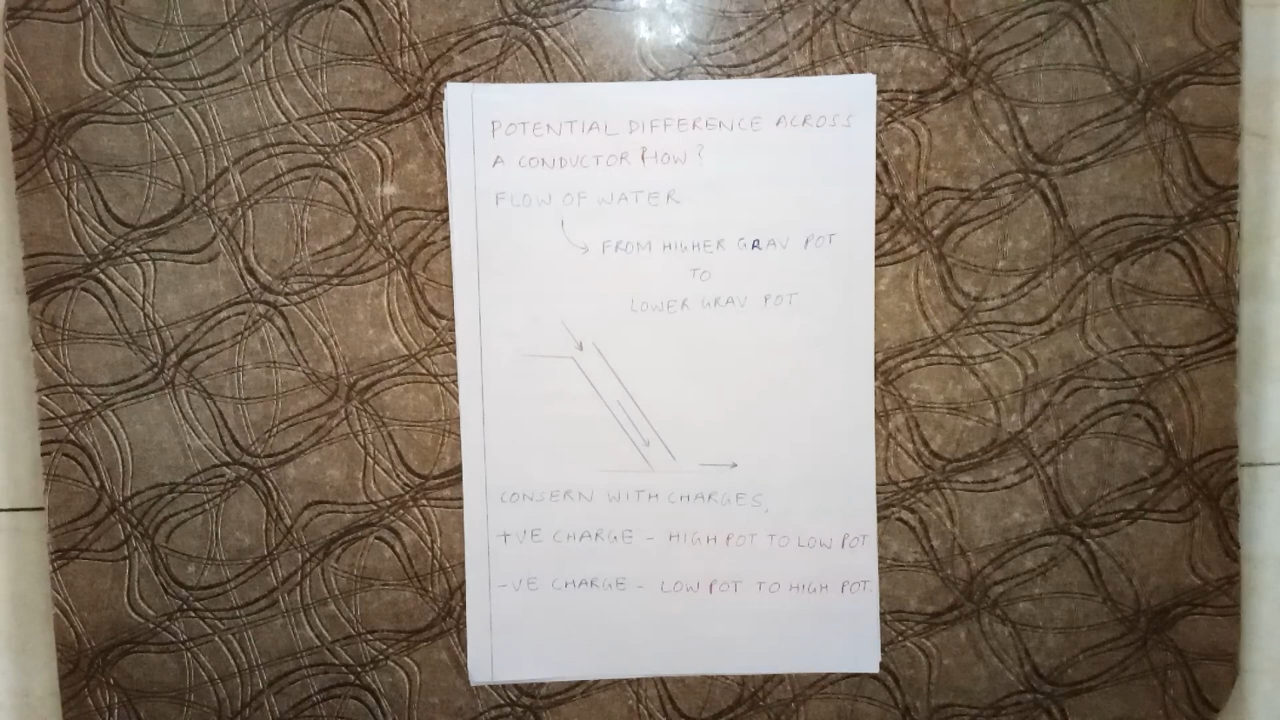 POTENTIAL DIFFERENCE ACROSS
A CONDUCTOR HOW?
FLOW OF WATER
FROM HIGHER GRAV POT
TO
LOWER GRAV POT
CONSERN WITH CHARGES,
+VE CHARGE - HIGH POT TO LOW POT
-VE CHARGE - LOW POT TO HIGH POT.